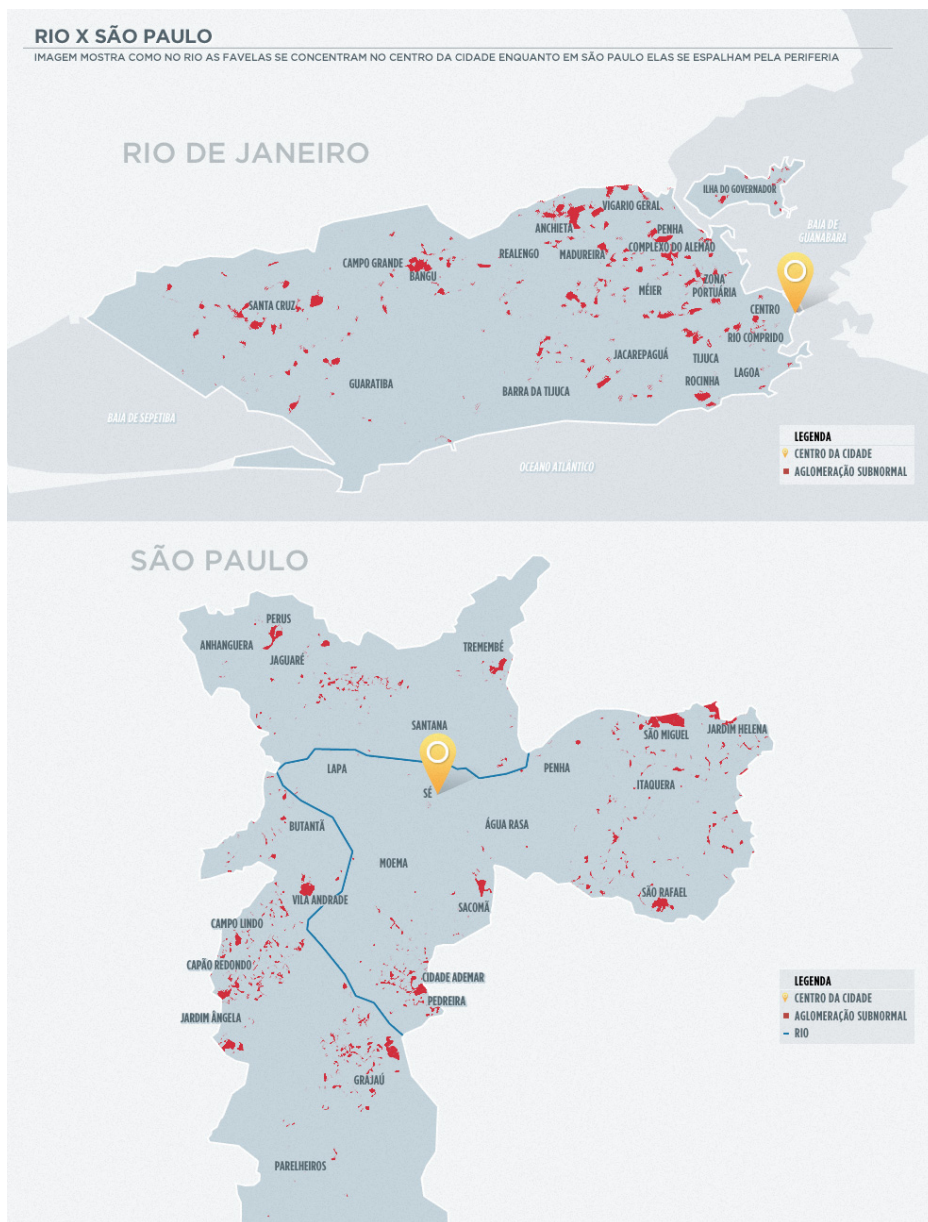 RIO X SÃO PAULO
IMAGEM MOSTRA COMO NO RIO AS FAVELAS SE CONCENTRAM NO CENTRO DA CIDADE ENQUANTO EM SÃO PAULO ELAS SE ESPALHAM PELA PERIFERIA
RIO DE JANEIRO
ILHA DO GOVERNADOR
VIGARIO GERAL
BAIA DE
GUANABARA
ANCHIETA
PENHA
COMPLEXO DO ALEMÃO
REALENGO
MADUREIRA
CAMPO GRANDE
BANGU
ZONA
PORTUÁRIA
MÉIER
SANTA CRUZ
CENTRO
RIO COMPRIDO
JACAREPAGUÁ
TIJUCA
LAGOA
ROCINHA
GUARATIBA
BARRA DA TIJUCA
BAIA DE SEPETIBA
OCEANO ATLÂNTICO
LEGENDA
CENTRO DA CIDADE
AGLOMERAÇÃO SUBNORMAL
SÃO PAULO
PERUS
ANHANGUERA
JAGUARÉ
TREMEMBÉ
SANTANA
SÃO MIGUEL
JARDIM HELENA
LAPA
PENHA
ITAQUERA
SÉ
BUTANTÃ
ÁGUA RASA
MOEMA
VILA ANDRADE
SACOMÃ
SÃO RAFAEL
CAMPO LINDO
CAPÃO REDONDO
CIDADE ADEMAR
PEDREIRA
JARDIM ÂNGELA
GRAJAÚ
PARELHEIROS
LEGENDA
CENTRO DA CIDADE
AGLOMERAÇÃO SUBNORMAL
RIO